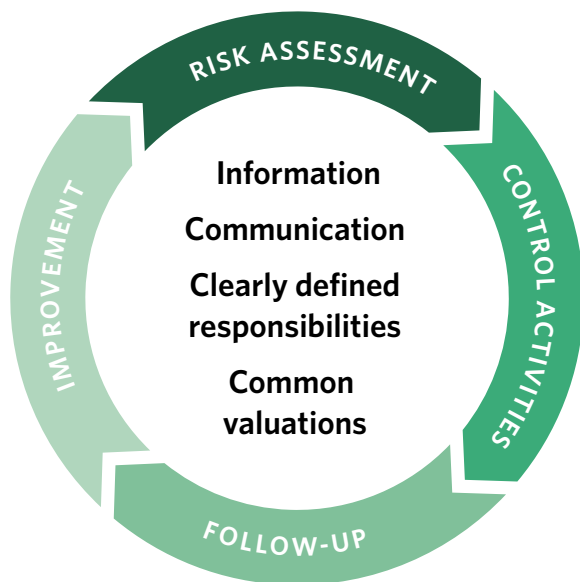 RISK ASSESSMENT
CONTROL ACTIVITIES
FOLLOW-UP
IMPROVEMENT
Information
Communication
Clearly defined
responsibilities
Common
valuations